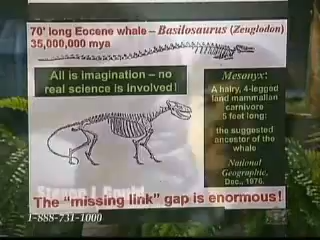 70' long Eocene whale – Basilosaurus (Zeuglodon)
35,000,000 mya
All is imagination – no
real science is involved!
Mesonyx:
A hairy, 4-legged
land mammalian
carnivore
5 feet long:
the suggested
ancestor of the
whale
National
Geographic,
Dec., 1976.
Steven J. Gould
The "missing link" gap is enormous!
1-888-731-1000